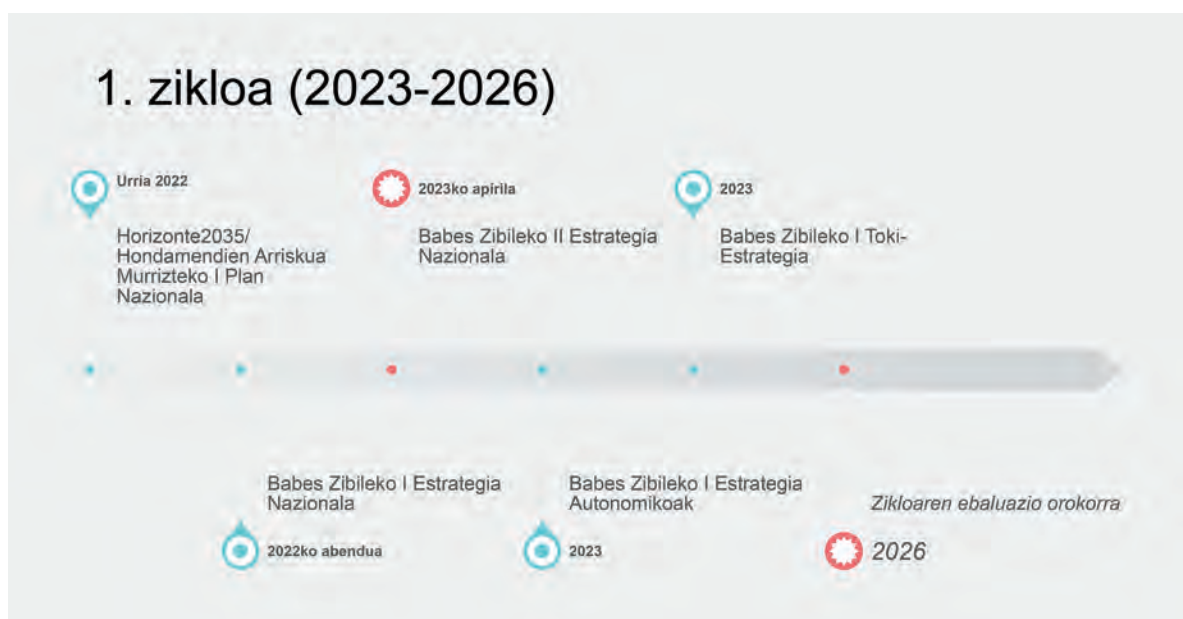 1. zikloa (2023-2026)
Urria 2022
Horizonte2035/
Hondamendien Arriskua
Murrizteko I Plan
Nazionala
2023ko apirila
Babes Zibileko II Estrategia
Nazionala
2023
Babes Zibileko I Toki-
Estrategia
Babes Zibileko I Estrategia
Nazionala
2022ko abendua
Babes Zibileko I Estrategia
Autonomikoak
2023
Zikloaren ebaluazio orokorra
2026